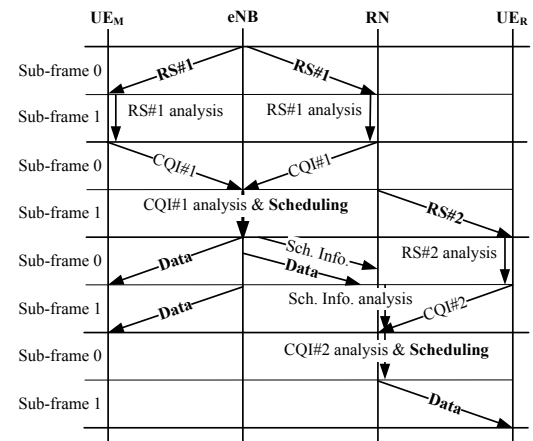 UEM eNB RN UER
Sub-frame 0 RS#1 RS#1
Sub-frame 1 RS#1 analysis RS#1 analysis
Sub-frame 0 CQI#1 CQI#1
Sub-frame 1 CQI#1 analysis & Scheduling RS#2
Sub-frame 0 Data Sch. Info. Data RS#2 analysis
Sub-frame 1 Data Sch. Info. analysis CQI#2
Sub-frame 0 CQI#2 analysis & Scheduling
Sub-frame 1 Data